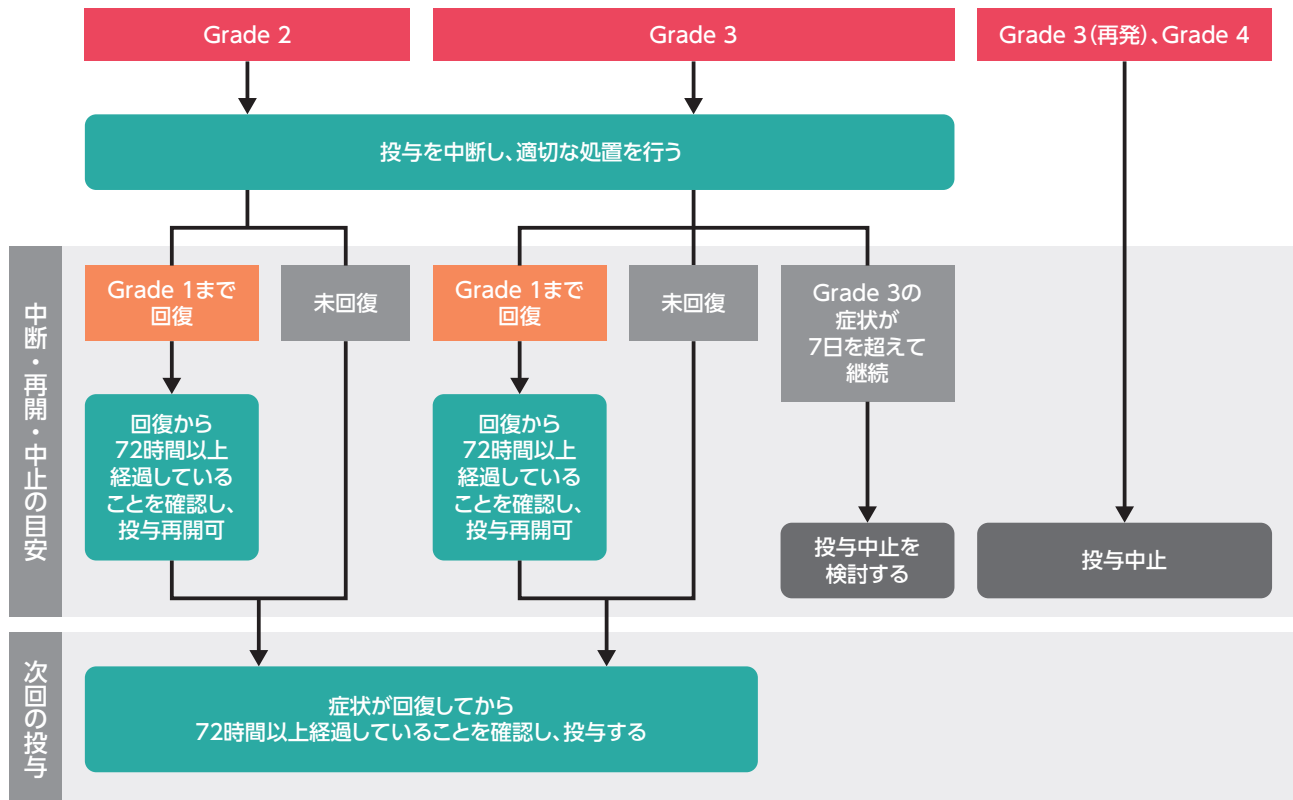 Grade 2
Grade 3
Grade 3(再発)、Grade 4
投与を中断し、適切な処置を行う
中断・再開・中止の目安
Grade 1まで
回復
未回復
Grade 1まで
回復
未回復
Grade 3の
症状が
7日を超えて
継続
回復から
72時間以上
経過している
ことを確認し、
投与再開可
回復から
72時間以上
経過している
ことを確認し、
投与再開可
投与中止を
検討する
投与中止
次回の投与
症状が回復してから
72時間以上経過していることを確認し、投与する